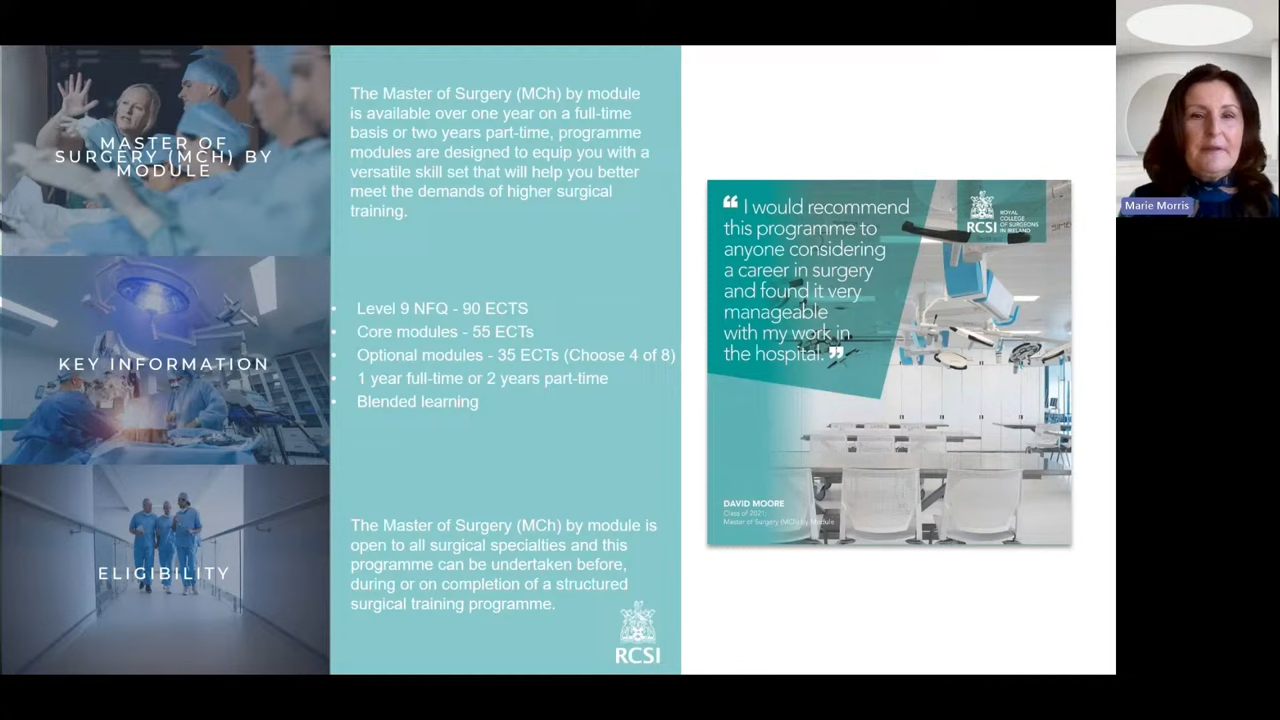 MASTER OF
SURGERY (MCH) BY
MODULE
The Master of Surgery (MCh) by module
is available over one year on a full-time
basis or two years part-time, programme
modules are designed to equip you with a
versatile skill set that will help you better
meet the demands of higher surgical
training.
KEY INFORMATION
• Level 9 NFQ - 90 ECTS
• Core modules - 55 ECTs
• Optional modules - 35 ECTs (Choose 4 of 8)
• 1 year full-time or 2 years part-time
• Blended learning
ELIGIBILITY
The Master of Surgery (MCh) by module is
open to all surgical specialties and this
programme can be undertaken before,
during or on completion of a structured
surgical training programme.
RCSI
“ I would recommend
this programme to
anyone considering
a career in surgery
and found it very
manageable
with my work in
the hospital. ”
RCSI
ROYAL
COLLEGE
OF SURGEONS
IN IRELAND
DAVID MOORE
Class of 2021:
Master of Surgery (MCh) by Module
Marie Morris